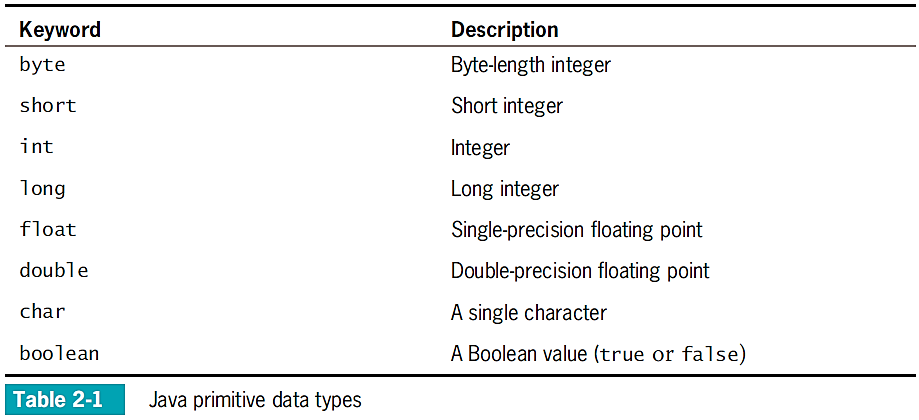 Keyword Description
byte Byte-length integer
short Short integer
int Integer
long Long integer
float Single-precision floating point
double Double-precision floating point
char A single character
boolean A Boolean value (true or false)
Table 2-1 Java primitive data types